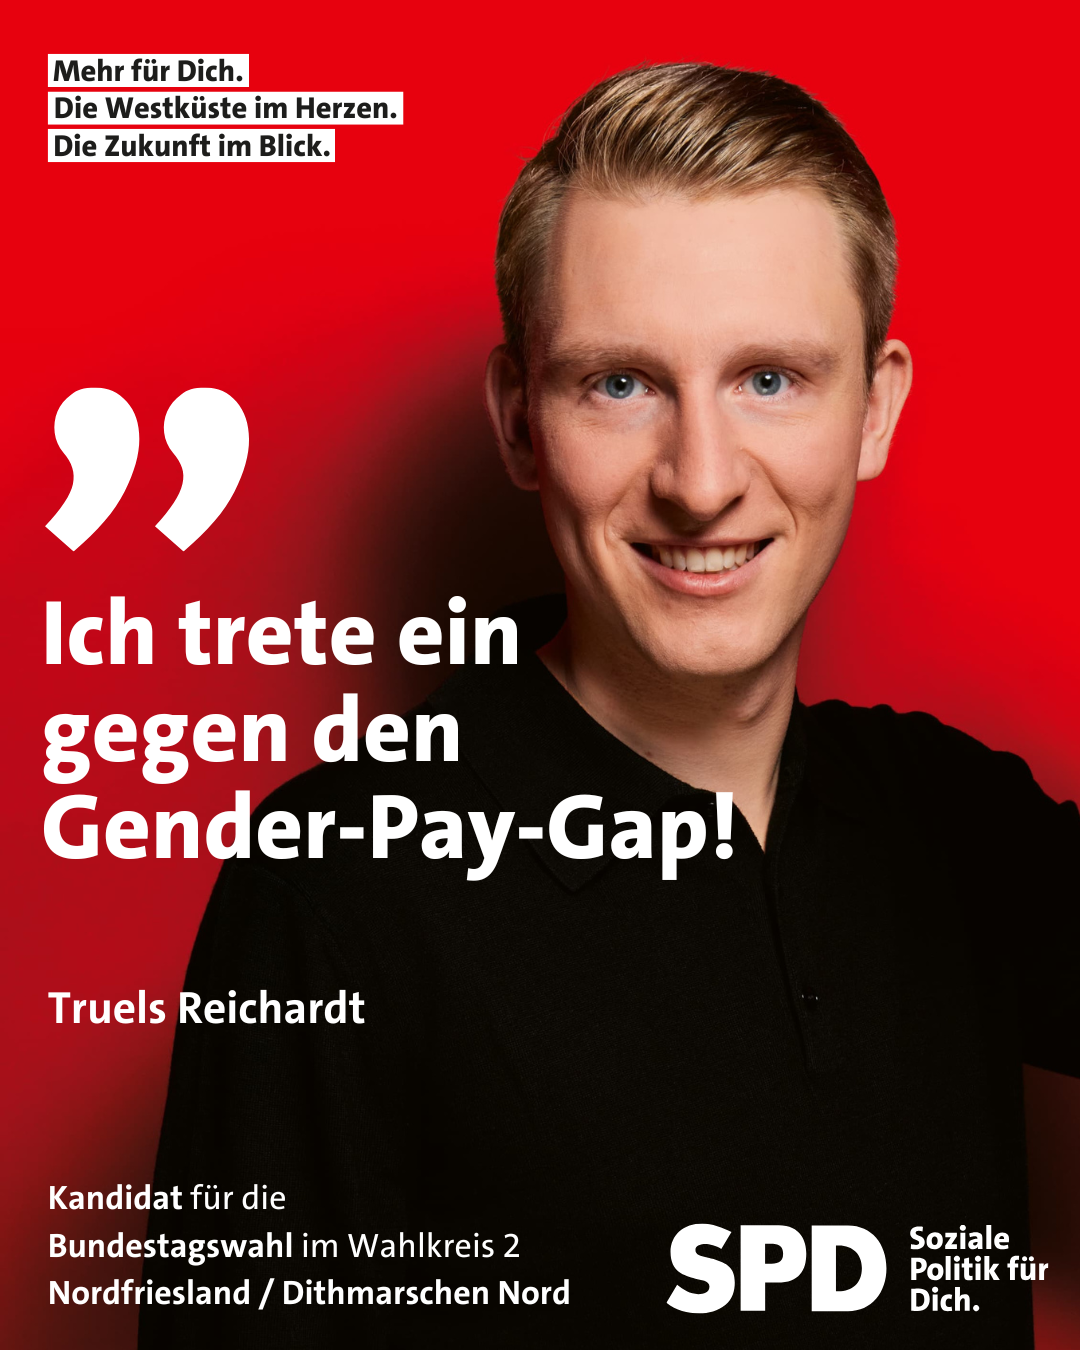 Mehr für Dich.
Die Westküste im Herzen.
Die Zukunft im Blick.
”
Ich trete ein
gegen den
Gender-Pay-Gap!
Truels Reichardt
Kandidat für die
Bundestagswahl im Wahlkreis 2
Nordfriesland / Dithmarschen Nord
SPD
Soziale
Politik für
Dich.